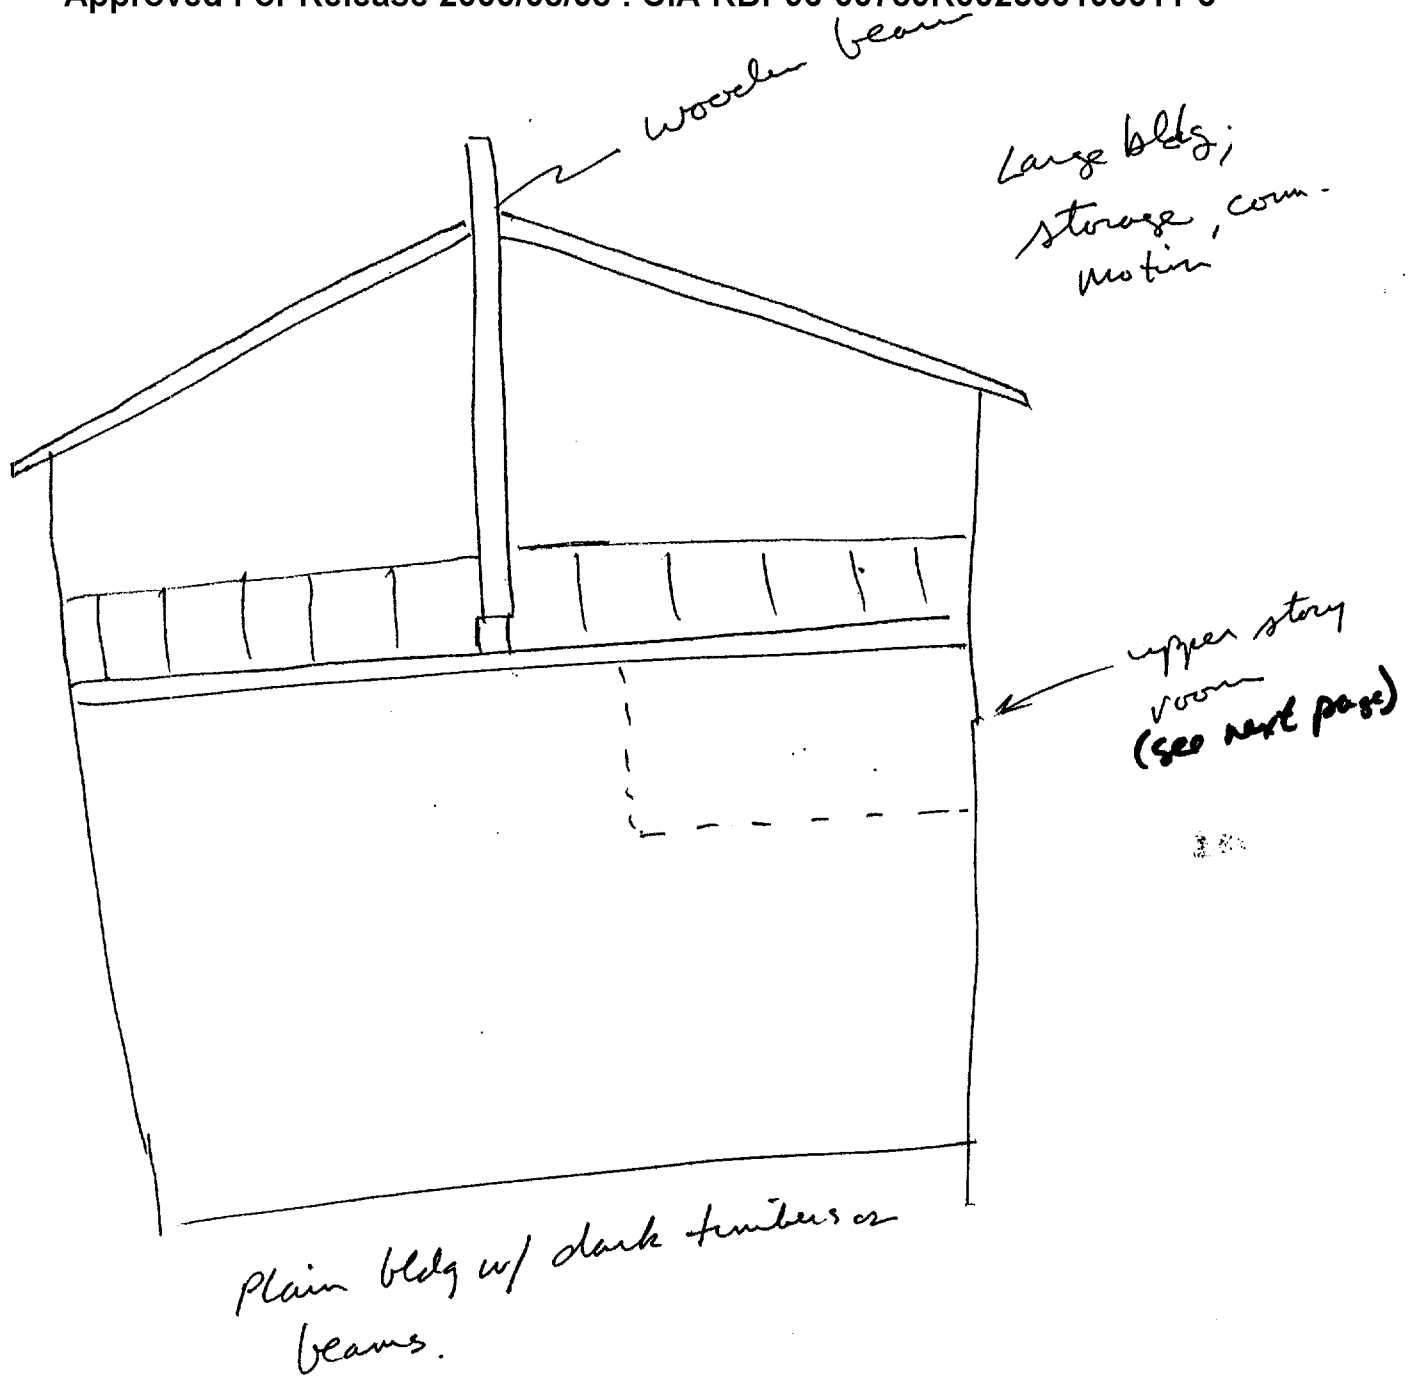 Approved For Release
wooden beam
Large bldg;
storage, comm.
motion
upper story
room
(see next page)
Plain bldg w/ dark timbers or
beams.